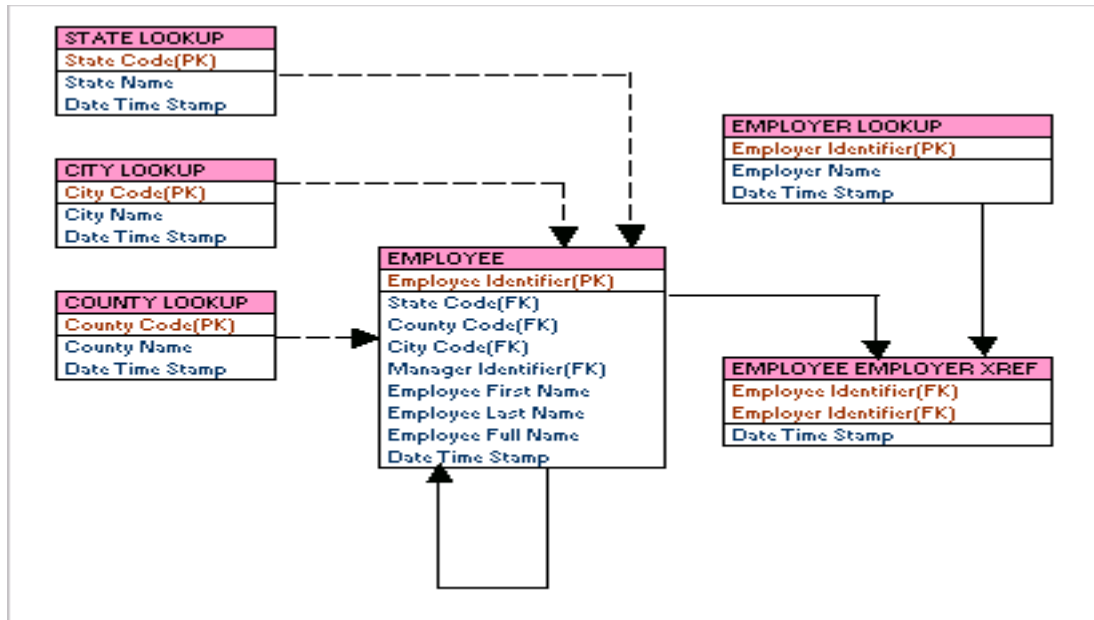 STATE LOOKUP
State Code(PK)
State Name
Date Time Stamp
CITY LOOKUP
City Code(PK)
City Name
Date Time Stamp
COUNTY LOOKUP
County Code(PK)
County Name
Date Time Stamp
EMPLOYEE
Employee Identifier(PK)
State Code(FK)
County Code(FK)
City Code(FK)
Manager Identifier(FK)
Employee First Name
Employee Last Name
Employee Full Name
Date Time Stamp
EMPLOYER LOOKUP
Employer Identifier(PK)
Employer Name
Date Time Stamp
EMPLOYEE EMPLOYER XREF
Employee Identifier(FK)
Employer Identifier(FK)
Date Time Stamp